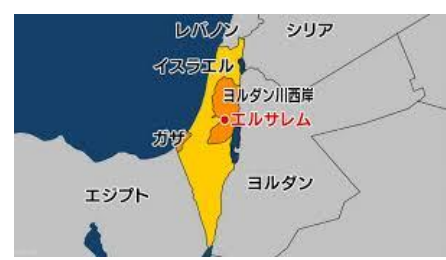 レバノン
シリア
イスラエル
ヨルダン川西岸
エルサレム
ガザ
ヨルダン
エジプト